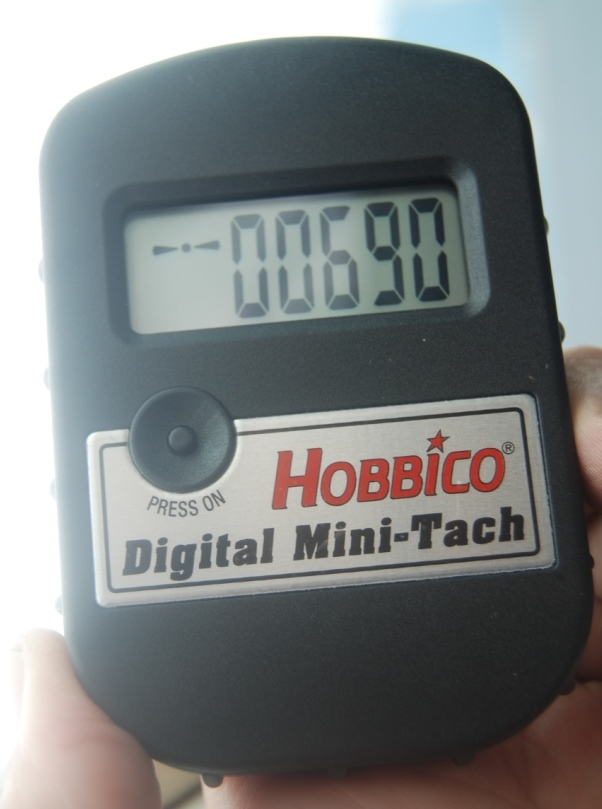 00690
HOBBICO®
PRESS ON
Digital Mini-Tach